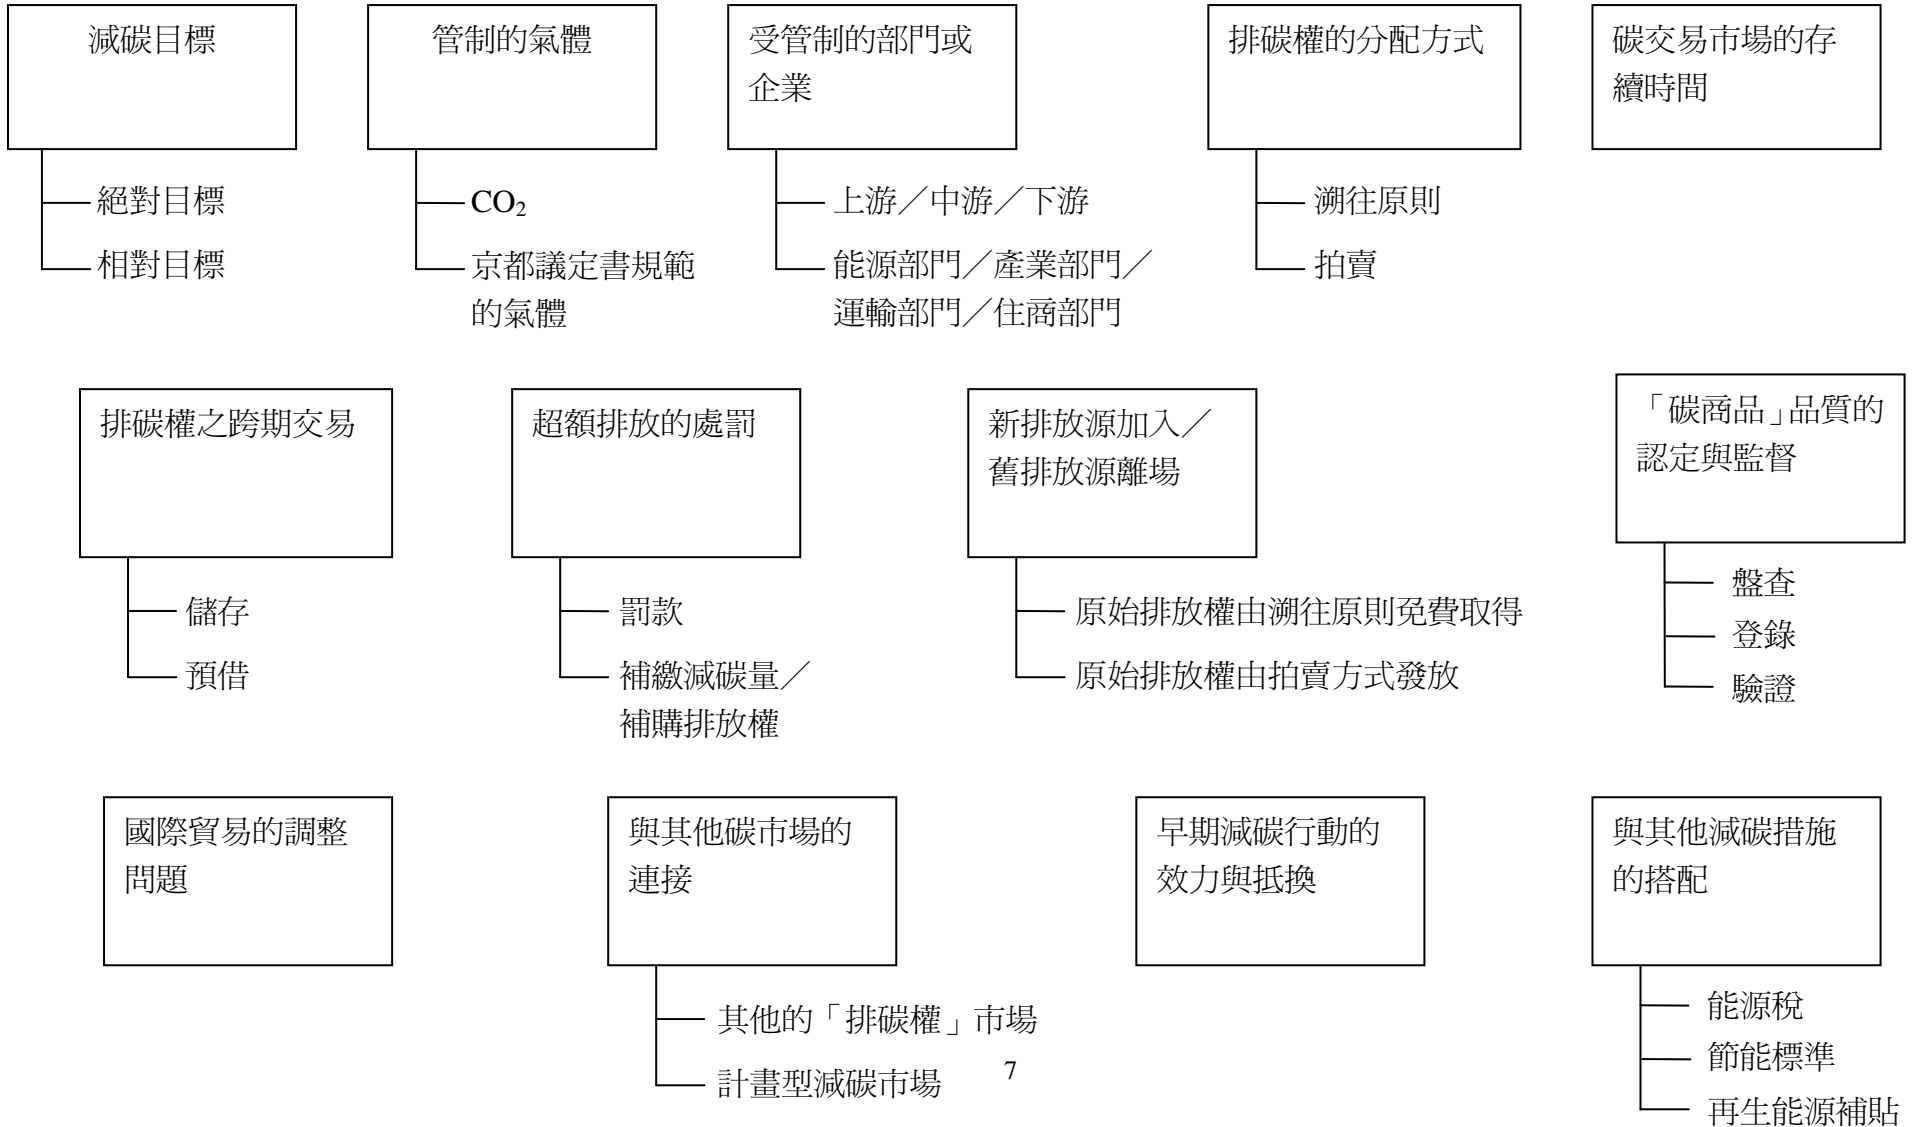 減碳目標
管制的氣體
受管制的部門或
企業
排碳權的分配方式
碳交易市場的存
續時間
絕對目標
相對目標
CO₂
京都議定書規範
的氣體
上游／中游／下游
能源部門／產業部門／
運輸部門／住商部門
溯往原則
拍賣
排碳權之跨期交易
超額排放的處罰
新排放源加入／
舊排放源離場
「碳商品」品質的
認定與監督
儲存
預借
罰款
補繳減碳量／
補購排放權
原始排放權由溯往原則免費取得
原始排放權由拍賣方式發放
盤查
登錄
驗證
國際貿易的調整
問題
與其他碳市場的
連接
早期減碳行動的
效力與抵換
與其他減碳措施
的搭配
其他的「排碳權」市場
計畫型減碳市場
能源稅
節能標準
再生能源補貼
7